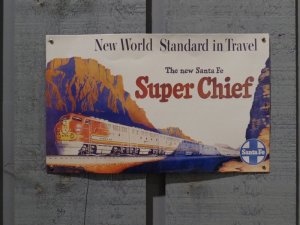 New World Standard in Travel
The new Santa Fe
Super Chief
Santa Fe